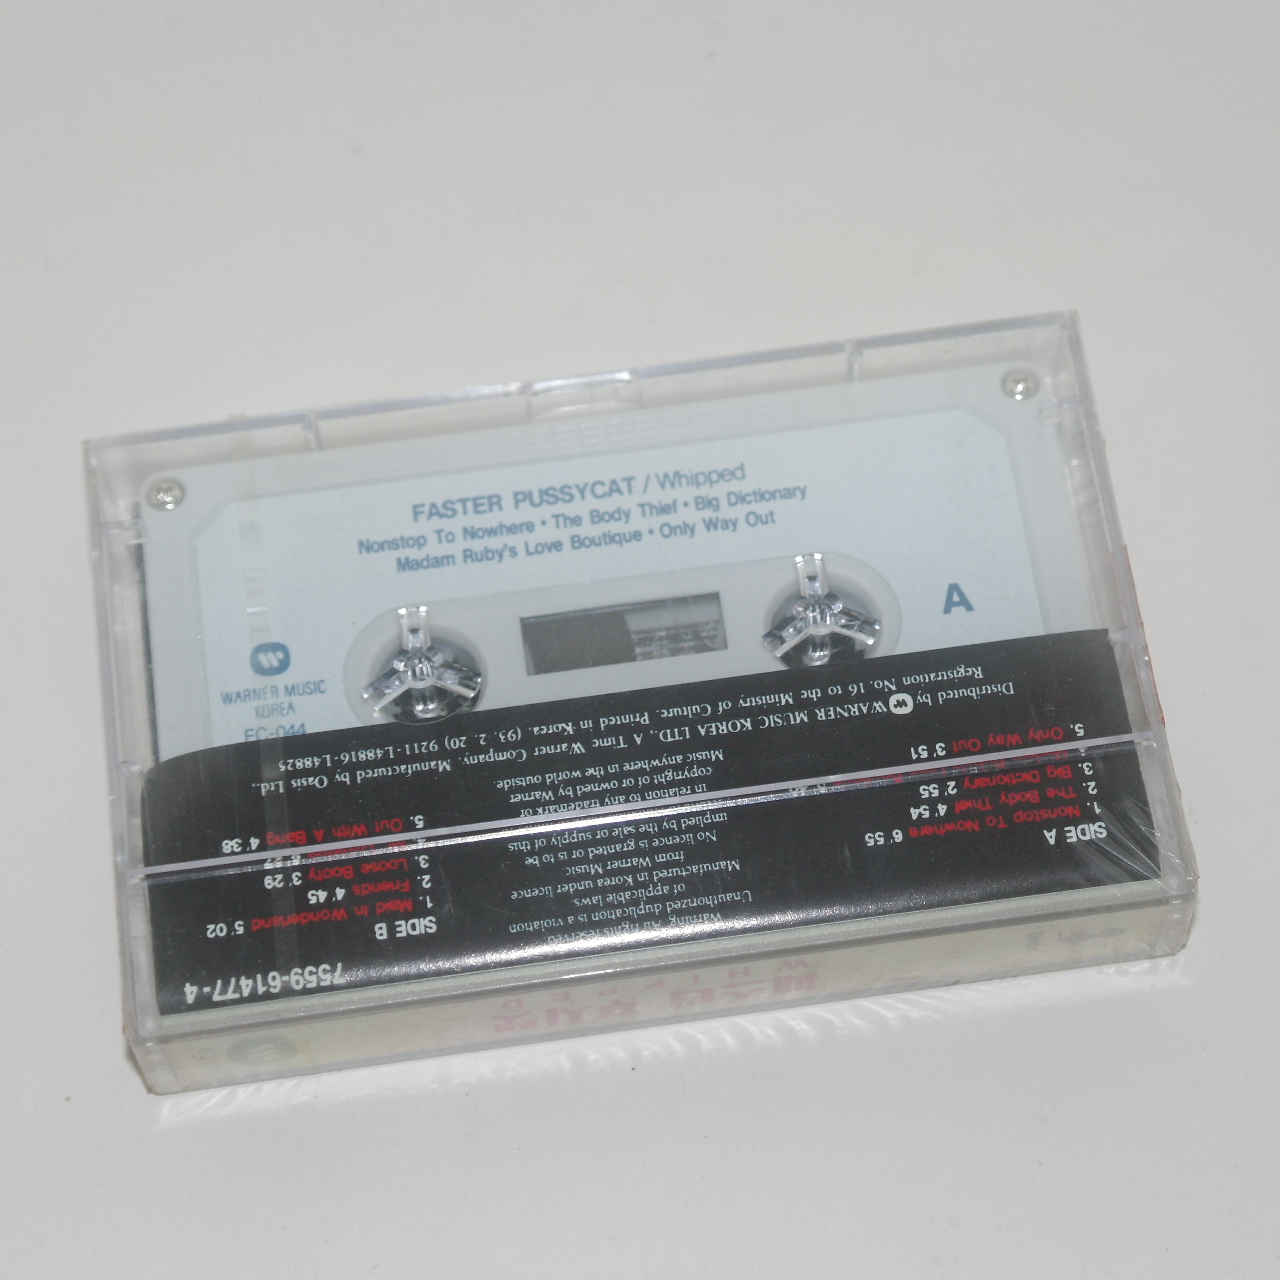 FASTER PUSSYCAT / Whipped
Nonstop To Nowhere • The Body Thief • Big Dictionary
Madam Ruby's Love Boutique • Only Way Out
A
WARNER MUSIC
KOREA
EC-044
SIDE A
1. Nonstop To Nowhere 6'55
2. The Body Thief 4'54
3. Big Dictionary 2'55
5. Only Way Out 3'51
Warning: All rights reserved
Unauthorized duplication is a violation
of applicable laws.
Manufactured in Korea under licence
from Warner Music
No licence is granted or is to be
implied by the sale or supply of this
in relation to any trademark or
copyright of or owned by Warner
Music anywhere in the world outside.
SIDE B
1. Maid In Wonderland 5'02
2. Friends 4'45
3. Loose Booty 3'29
5. Out With A Bang 4'38
Distributed by WARNER MUSIC KOREA LTD., A Time Warner Company. Manufactured by Oasis Ltd.,
Registration No. 16 to the Ministry of Culture. Printed in Korea. (93. 2. 20) 9211-L48816-L48825
7559-61477-4
WHIPPED